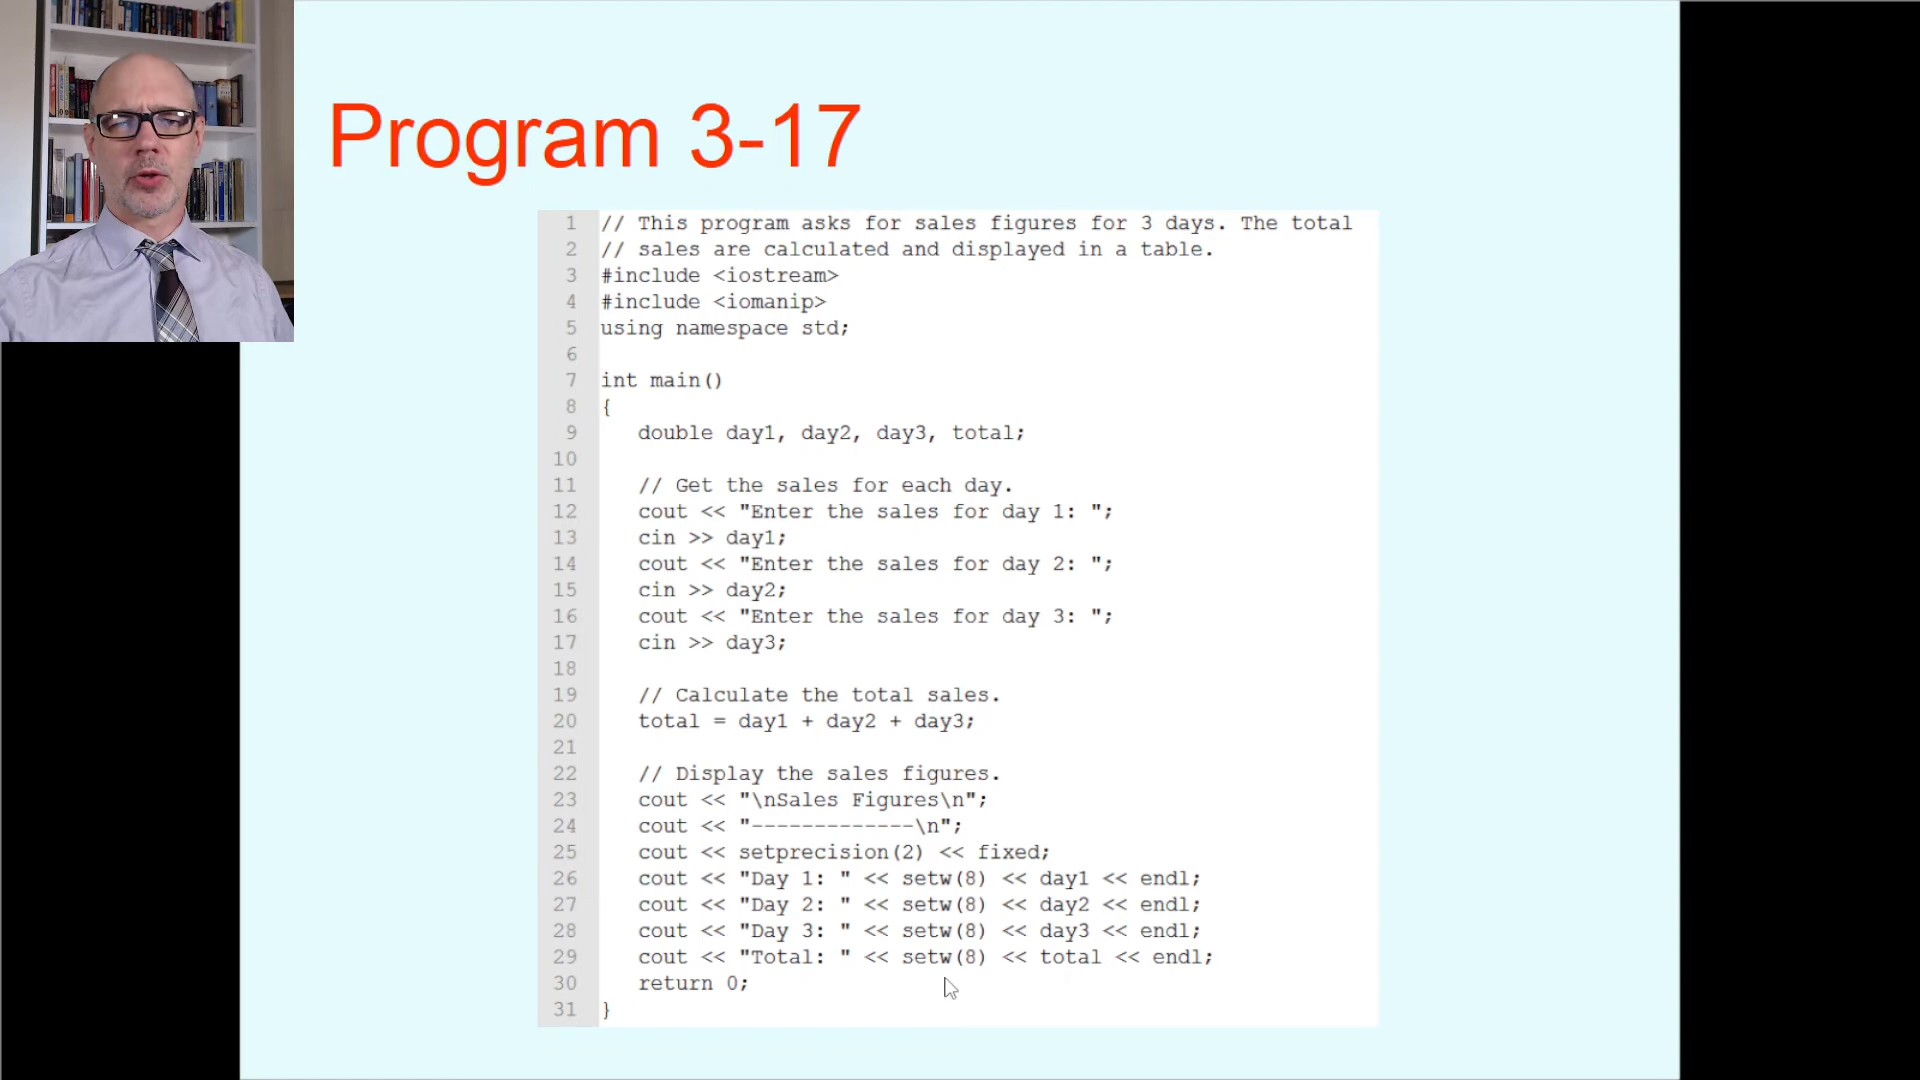 Program 3-17
1 // This program asks for sales figures for 3 days. The total
2 // sales are calculated and displayed in a table.
3 #include <iostream>
4 #include <iomanip>
5 using namespace std;
6
7 int main()
8 {
9    double day1, day2, day3, total;
10
11    // Get the sales for each day.
12    cout << "Enter the sales for day 1: ";
13    cin >> day1;
14    cout << "Enter the sales for day 2: ";
15    cin >> day2;
16    cout << "Enter the sales for day 3: ";
17    cin >> day3;
18
19    // Calculate the total sales.
20    total = day1 + day2 + day3;
21
22    // Display the sales figures.
23    cout << "\nSales Figures\n";
24    cout << "-------------\n";
25    cout << setprecision(2) << fixed;
26    cout << "Day 1: " << setw(8) << day1 << endl;
27    cout << "Day 2: " << setw(8) << day2 << endl;
28    cout << "Day 3: " << setw(8) << day3 << endl;
29    cout << "Total: " << setw(8) << total << endl;
30    return 0;
31 }